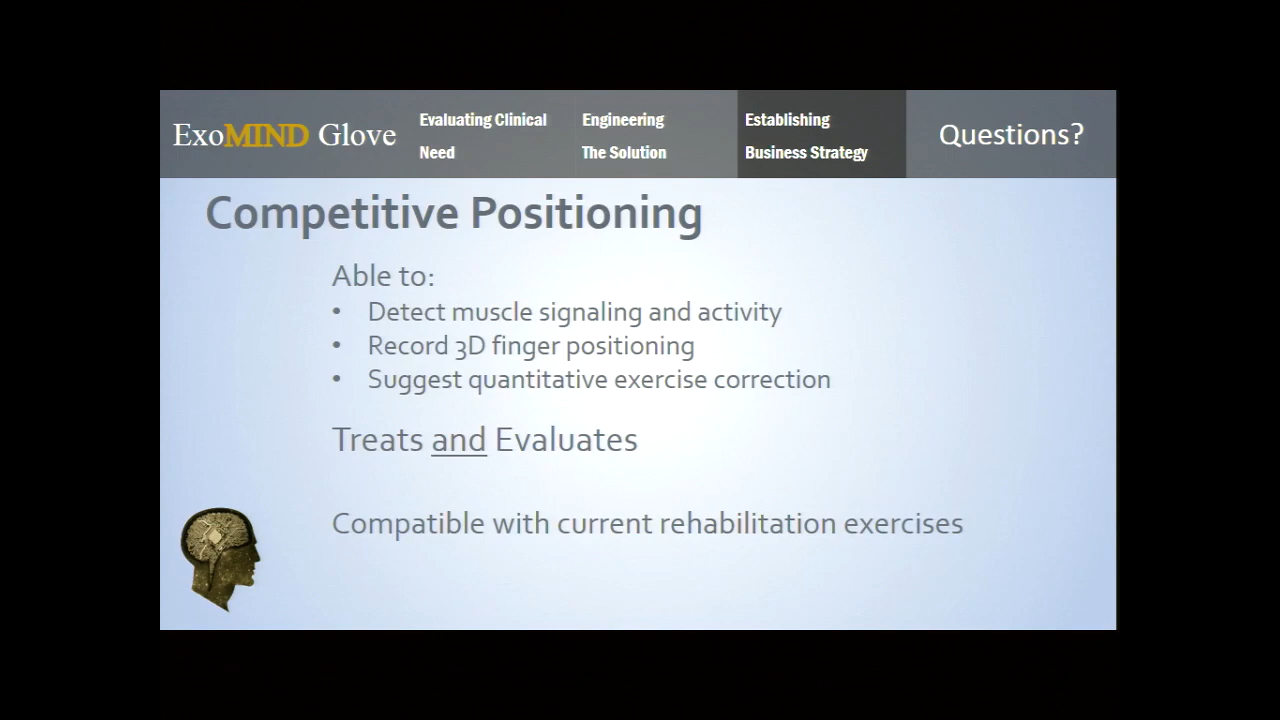 ExoMIND Glove
Evaluating Clinical
Need
Engineering
The Solution
Establishing
Business Strategy
Questions?
Competitive Positioning
Able to:
• Detect muscle signaling and activity
• Record 3D finger positioning
• Suggest quantitative exercise correction
Treats and Evaluates
Compatible with current rehabilitation exercises